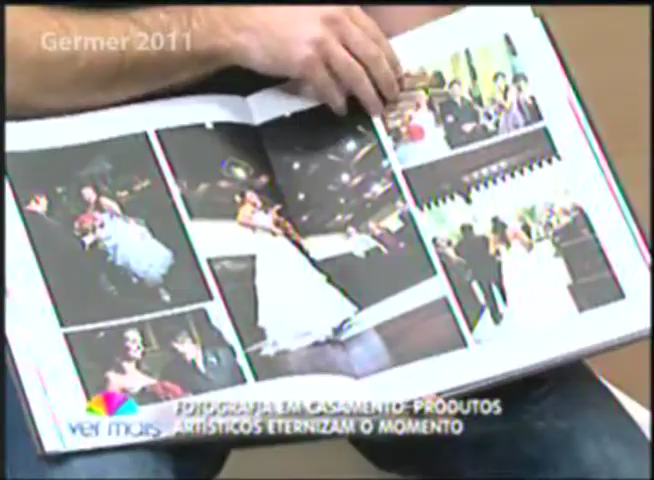 Germer 2011
FOTOGRAFIA EM CASAMENTO: PRODUTOS
ver mais ARTÍSTICOS ETERNIZAM O MOMENTO